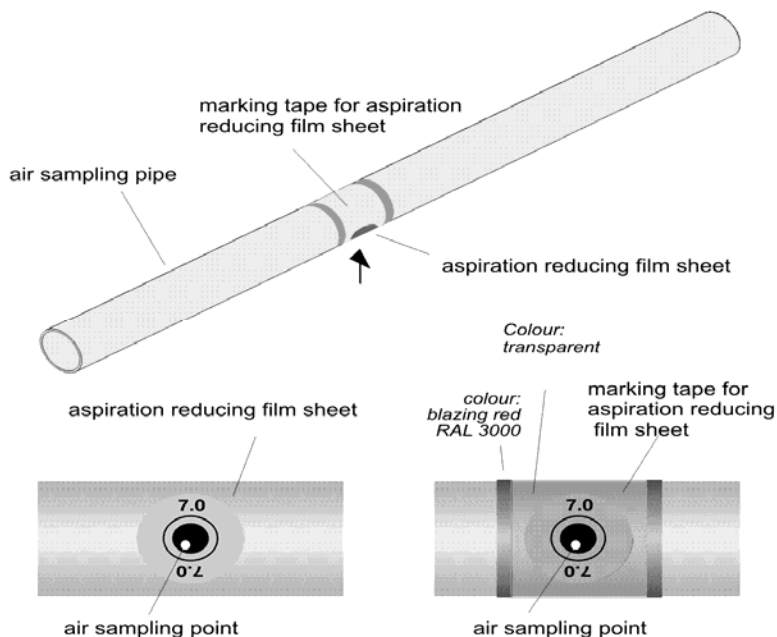 marking tape for aspiration
reducing film sheet
air sampling pipe
aspiration reducing film sheet
Colour:
transparent
colour:
blazing red
RAL 3000
marking tape for
aspiration reducing
film sheet
aspiration reducing film sheet
7.0
7.0
7.0
7.0
air sampling point
air sampling point